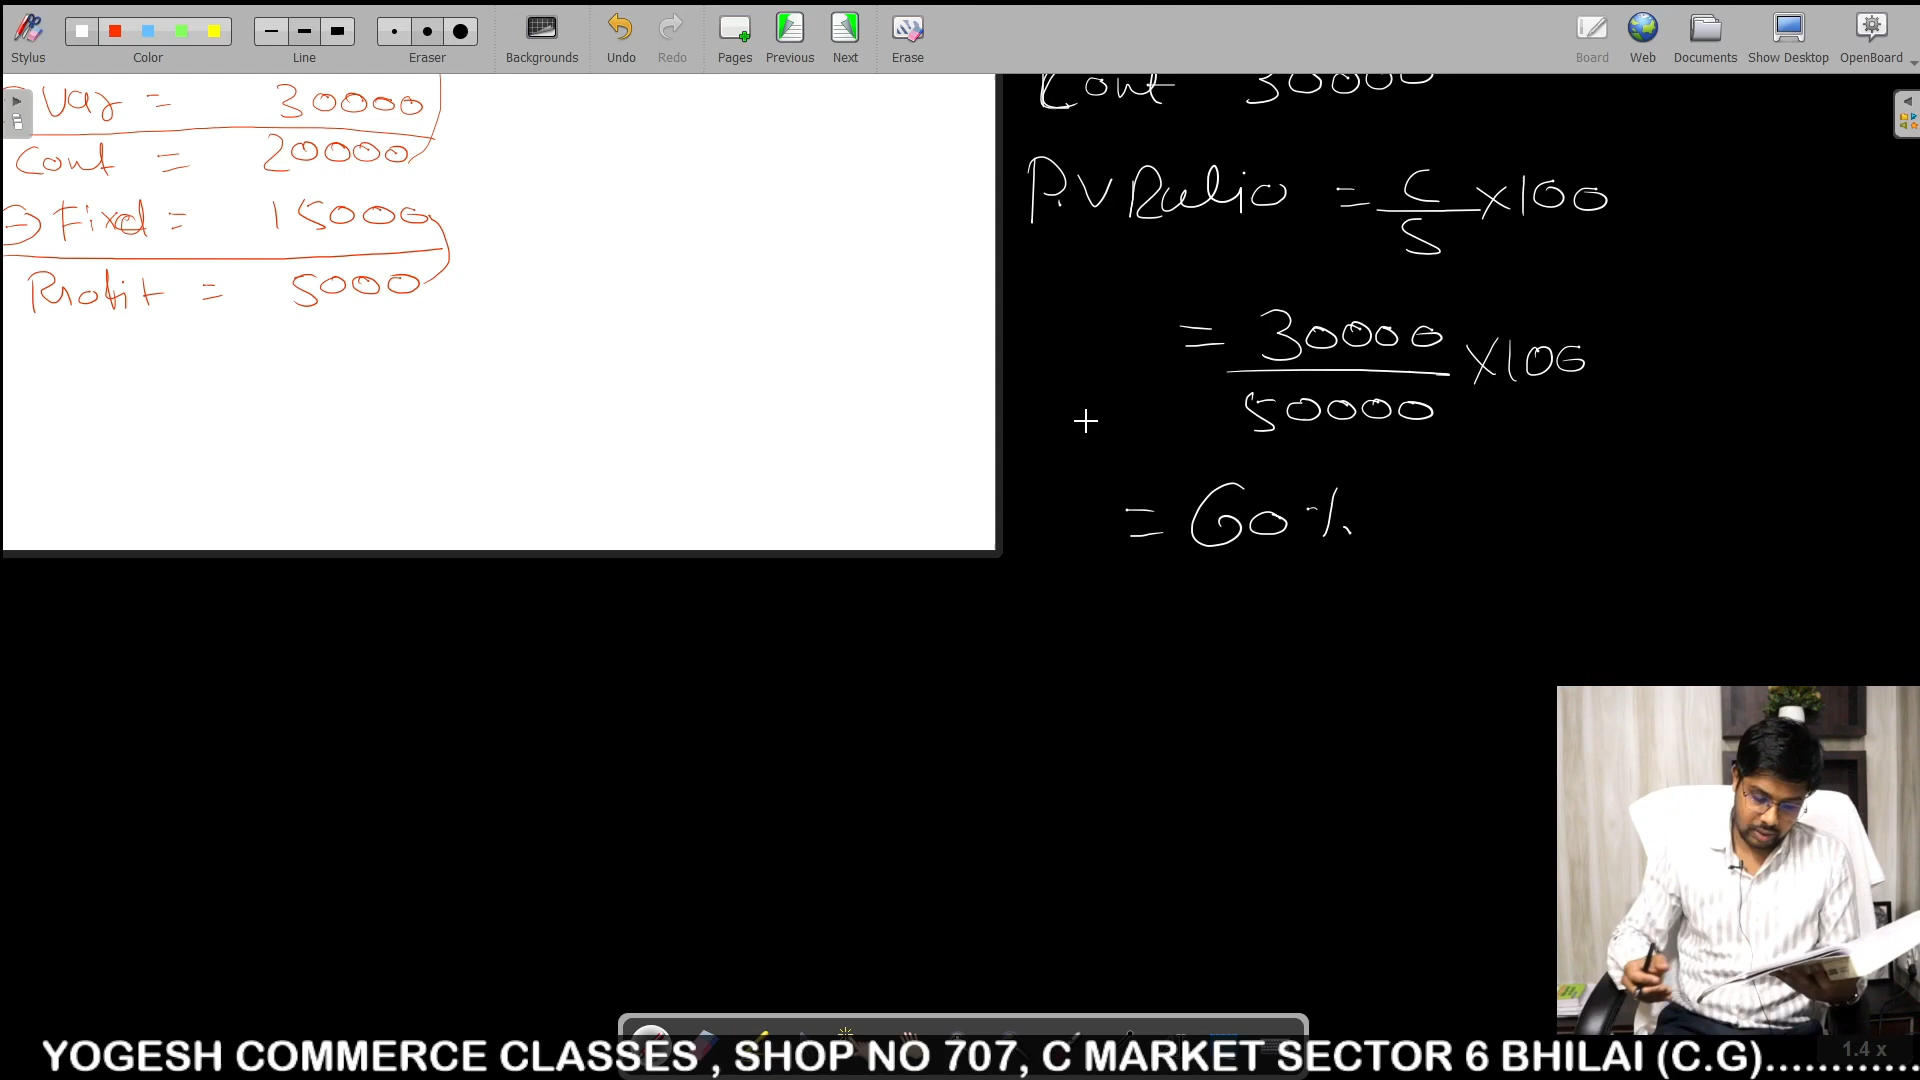 Stylus Color Line Eraser Backgrounds Undo Redo Pages Previous Next Erase Board Web Documents Show Desktop OpenBoard
Var = 30000
Cont = 20000
Fixed = 15000
Profit = 5000
Cont 30000
P.V Ratio = C/S X100
= 30000/50000 X100
= 60%
YOGESH COMMERCE CLASSES , SHOP NO 707, C MARKET SECTOR 6 BHILAI (C.G)............
1.4 x